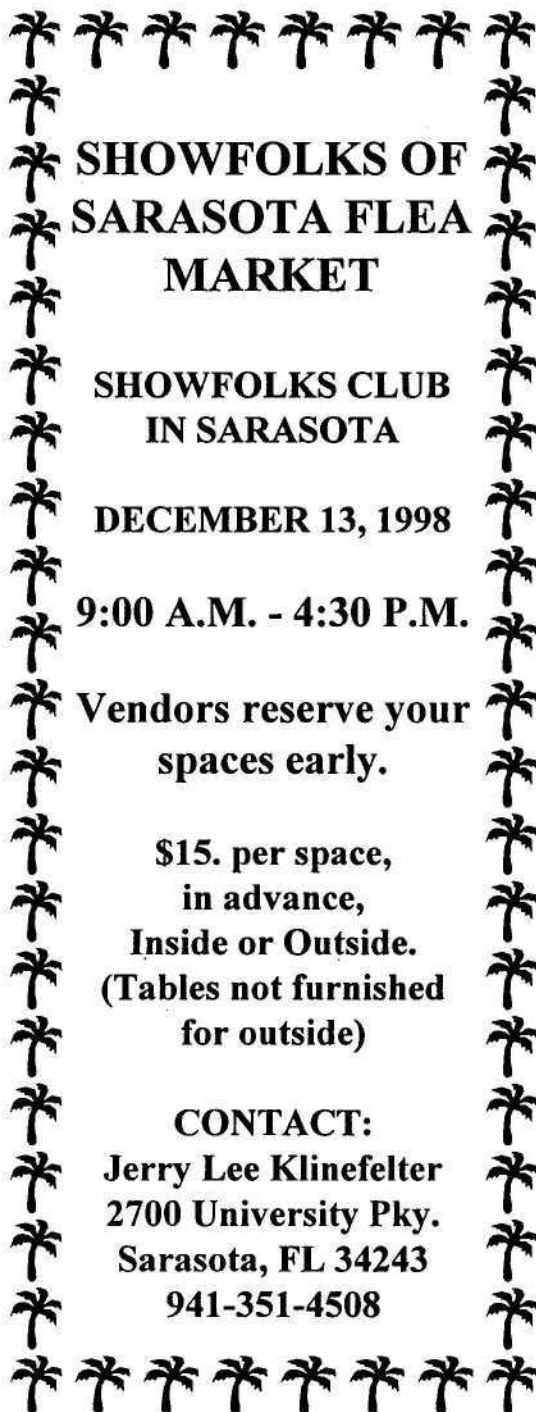 SHOWFOLKS OF
SARASOTA FLEA
MARKET
SHOWFOLKS CLUB
IN SARASOTA
DECEMBER 13, 1998
9:00 A.M. - 4:30 P.M.
Vendors reserve your
spaces early.
$15. per space,
in advance,
Inside or Outside.
(Tables not furnished
for outside)
CONTACT:
Jerry Lee Klinefelter
2700 University Pky.
Sarasota, FL 34243
941-351-4508